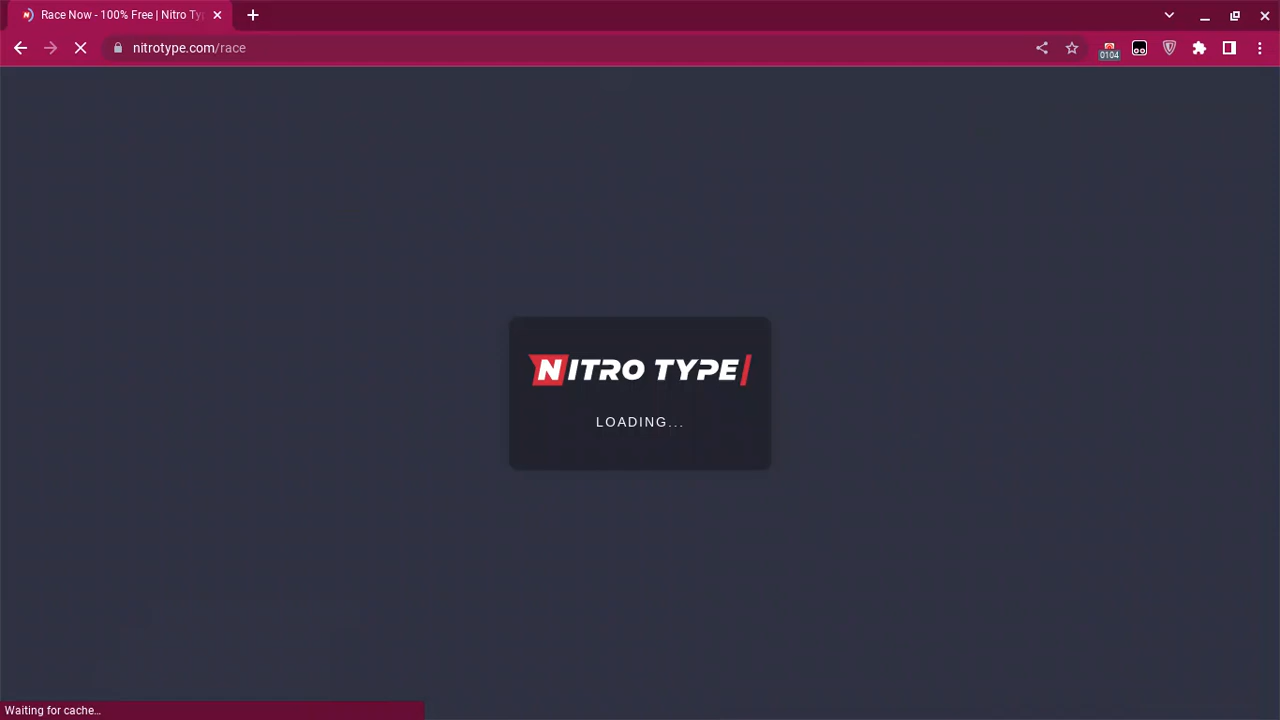 Race Now - 100% Free | Nitro Ty
nitrotype.com/race
0104
NITRO TYPE
LOADING...
Waiting for cache...